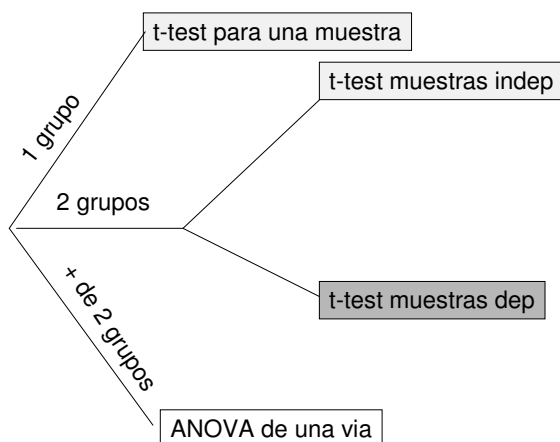 t-test para una muestra
t-test muestras indep
1 grupo
2 grupos
t-test muestras dep
+ de 2 grupos
ANOVA de una via